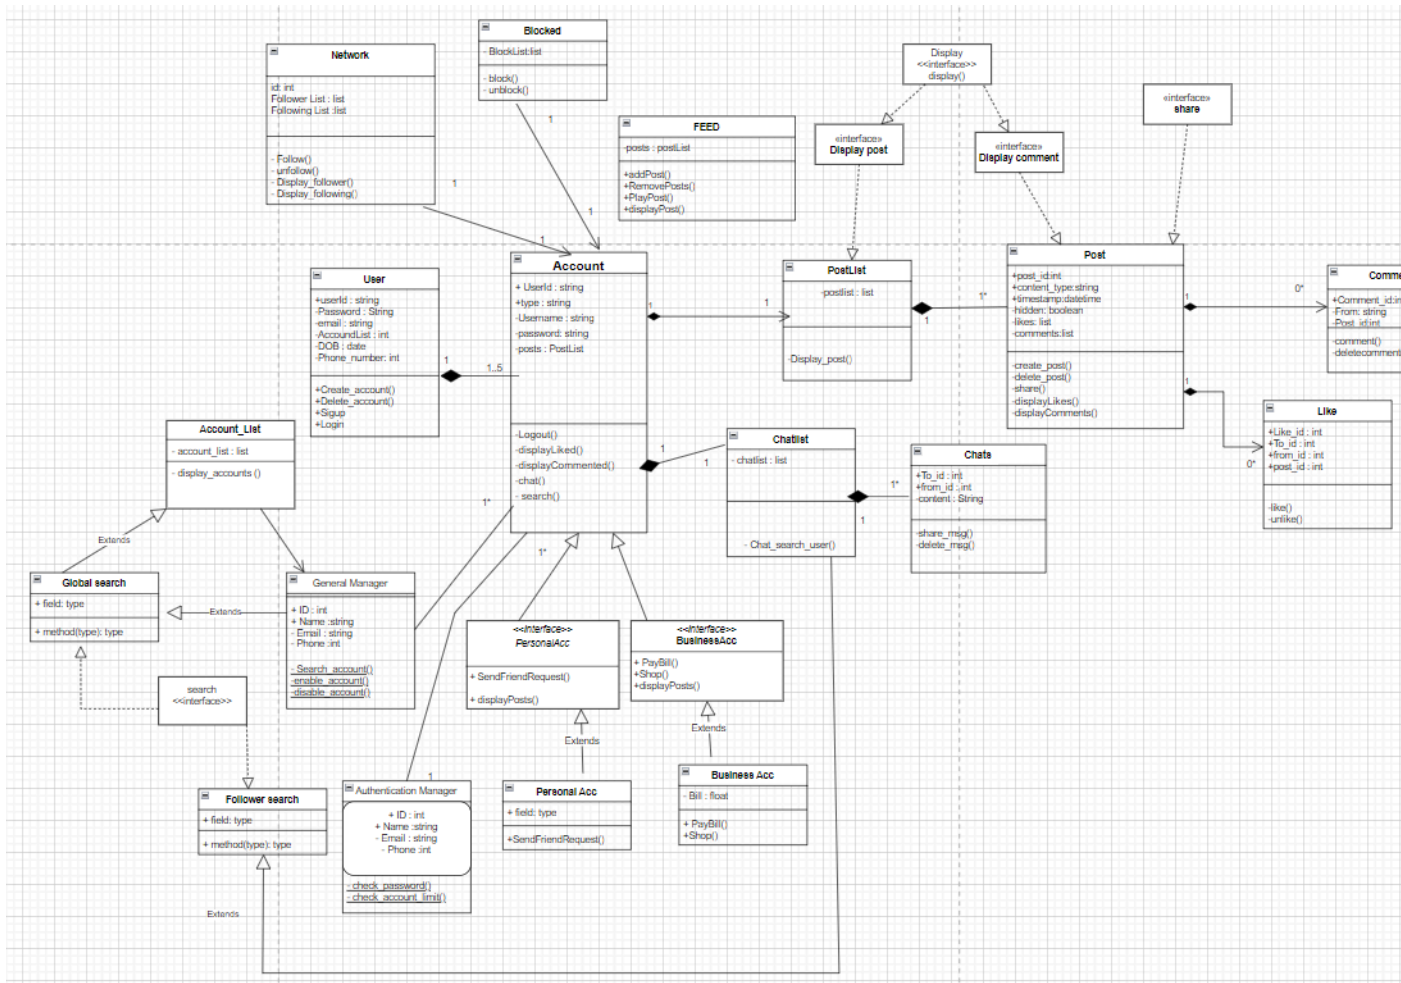 Network
id: int
Follower List : list
Following List :list
- Follow()
- unfollow()
- Display_follower()
- Display_following()
1
1
Blocked
- BlockList:list
- block()
- unblock()
1
1
FEED
-posts : postList
+addPost()
+RemovePosts()
+PlayPost()
+displayPost()
Display
<<interface>>
display()
«interface»
Display post
«interface»
Display comment
«interface»
share
User
+userId : string
-Password : String
-email : string
-AccoundList : int
-DOB : date
-Phone_number: int
+Create_account()
+Delete_account()
+Sigup
+Login
1
1..5
Account
+ UserId : string
+type : string
-Username : string
-password: string
-posts : PostList
-Logout()
-displayLiked()
-displayCommented()
-chat()
- search()
1
1
PostList
-postlist : list
-Display_post()
1
1*
Post
+post_id:int
+content_type:string
+timestamp:datetime
-hidden: boolean
-likes: list
-comments:list
-create_post()
-delete_post()
-share()
-displayLikes()
-displayComments()
1
0*
Comme
+Comment_id:in
-From: string
-Post_id:int
-comment()
-deletecomment
1
0*
Like
+Like_id : int
+To_id : int
+from_id : int
+post_id : int
-like()
-unlike()
Account_List
- account_list : list
- display_accounts ()
1
1
Chatlist
- chatlist : list
- Chat_search_user()
1*
1
Chats
+To_id : int
+from_id : int
-content : String
-share_msg()
-delete_msg()
Extends
Global search
+ field: type
+ method(type): type
Extends
General Manager
+ ID : int
+ Name :string
- Email : string
- Phone :int
- Search_account()
-enable_account()
-disable_account()
1*
1*
search
<<interface>>
<<Interface>>
PersonalAcc
+ SendFriendRequest()
+ displayPosts()
<<Interface>>
BusinessAcc
+ PayBill()
+Shop()
+displayPosts()
Extends
Extends
Follower search
+ field: type
+ method(type): type
Extends
1
Authentication Manager
+ ID : int
+ Name :string
- Email : string
- Phone :int
- check_password()
- check_account_limit()
Personal Acc
+ field: type
+SendFriendRequest()
Business Acc
- Bill : float
+ PayBill()
+Shop()